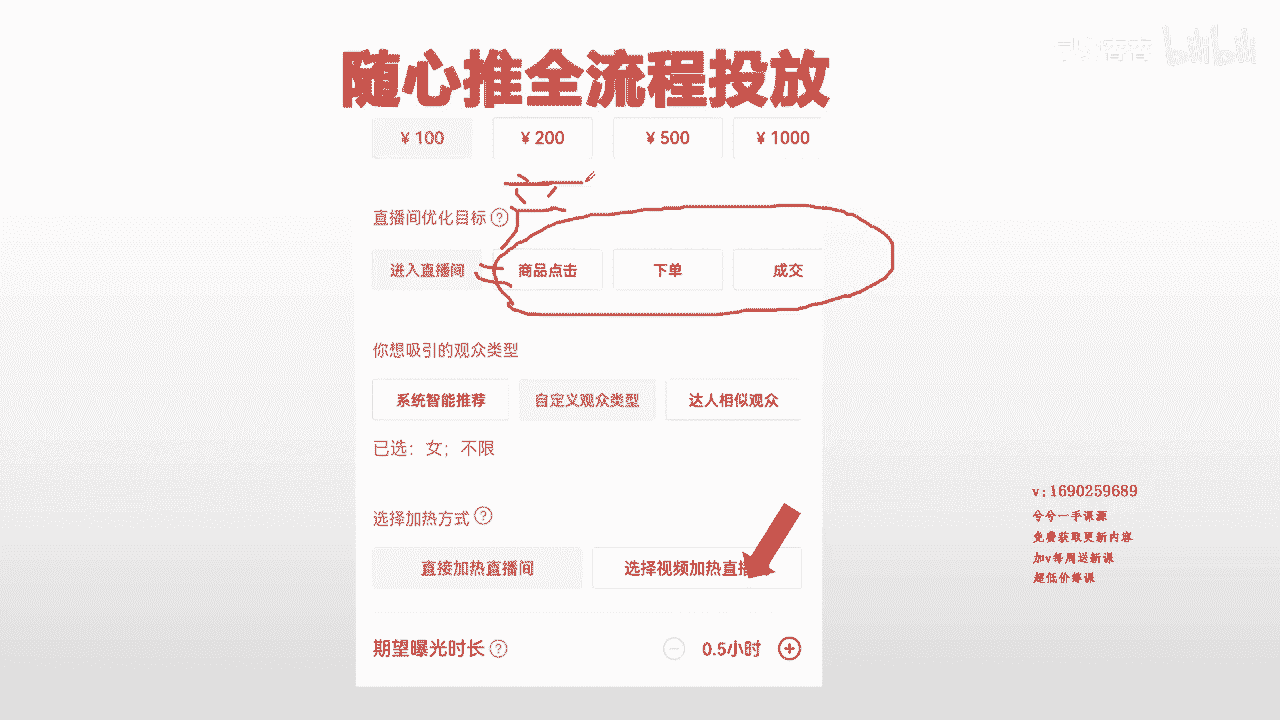 bilibili
随心推全流程投放
¥ 100 ¥ 200 ¥ 500 ¥ 1000
直播间优化目标 ?
进入直播间 商品点击 下单 成交
你想吸引的观众类型
系统智能推荐 自定义观众类型 达人相似观众
已选：女；不限
选择加热方式 ?
直接加热直播间 选择视频加热直播
期望曝光时长 ? 0.5小时
v:1690259689
兮兮一手课源
免费获取更新内容
加v每周送新课
超低价缘课